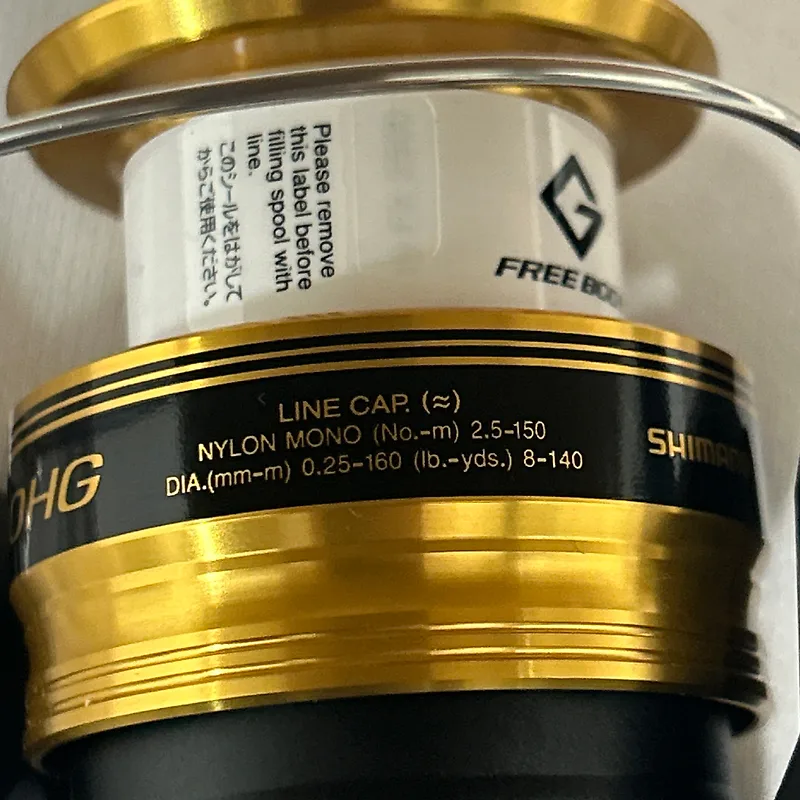 Please remove
this label before
filling spool with
line.
このシールをはがして
からご使用ください。
FREE BODY
LINE CAP. (≈)
NYLON MONO (No.-m) 2.5-150
DIA.(mm-m) 0.25-160 (lb.-yds.) 8-140
0HG
SHIMANO